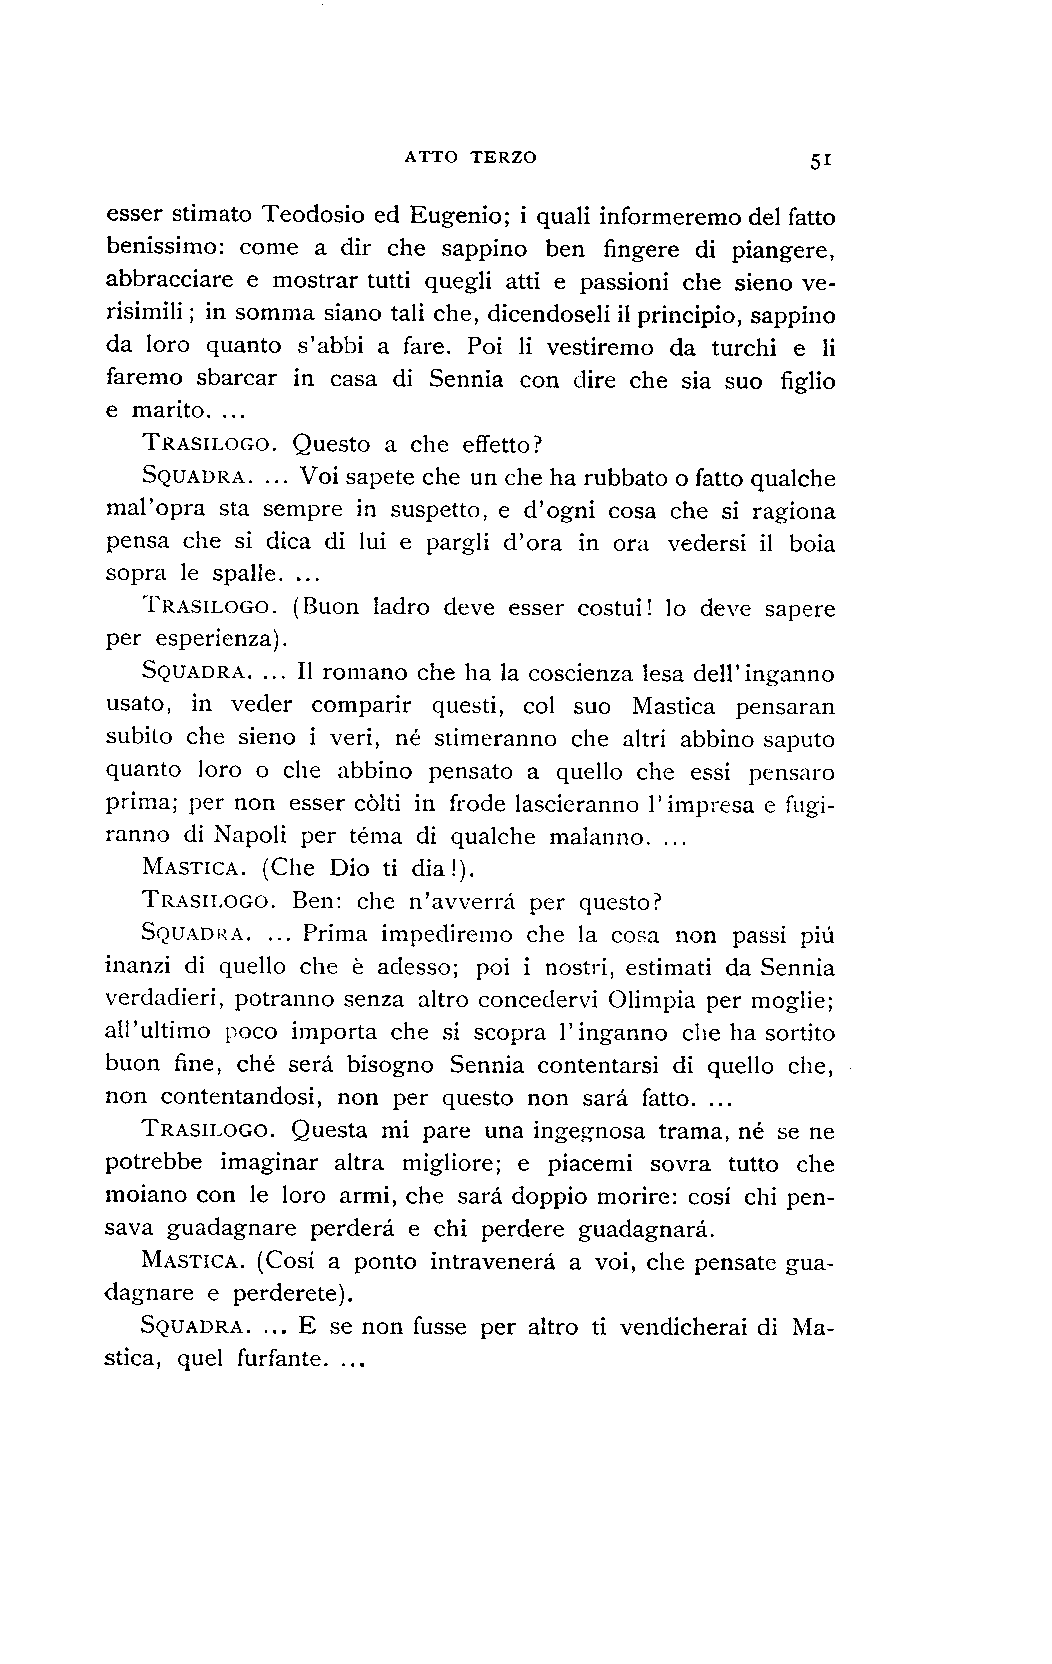 ATTO TERZO 51
esser stimato Teodosio ed Eugenio; i quali informeremo del fatto
benissimo: come a dir che sappino ben fingere di piangere,
abbracciare e mostrar tutti quegli atti e passioni che sieno ve-
risimili; in somma siano tali che, dicendoseli il principio, sappino
da loro quanto s'abbi a fare. Poi li vestiremo da turchi e li
faremo sbarcar in casa di Sennia con dire che sia suo figlio
e marito. ...
TRASILOGO. Questo a che effetto?
SQUADRA. ... Voi sapete che un che ha rubbato o fatto qualche
mal'opra sta sempre in suspetto, e d'ogni cosa che si ragiona
pensa che si dica di lui e pargli d'ora in ora vedersi il boia
sopra le spalle. ...
TRASILOGO. (Buon ladro deve esser costui! lo deve sapere
per esperienza).
SQUADRA. ... Il romano che ha la coscienza lesa dell'inganno
usato, in veder comparir questi, col suo Mastica pensaran
subito che sieno i veri, né stimeranno che altri abbino saputo
quanto loro o che abbino pensato a quello che essi pensaro
prima; per non esser còlti in frode lascieranno l'impresa e fugi-
ranno di Napoli per téma di qualche malanno. ...
MASTICA. (Che Dio ti dia!).
TRASILOGO. Ben: che n'avverrá per questo?
SQUADRA. ... Prima impediremo che la cosa non passi piú
inanzi di quello che è adesso; poi i nostri, estimati da Sennia
verdadieri, potranno senza altro concedervi Olimpia per moglie;
all'ultimo poco importa che si scopra l'inganno che ha sortito
buon fine, ché será bisogno Sennia contentarsi di quello che,
non contentandosi, non per questo non sará fatto. ...
TRASILOGO. Questa mi pare una ingegnosa trama, né se ne
potrebbe imaginar altra migliore; e piacemi sovra tutto che
moiano con le loro armi, che sará doppio morire: cosí chi pen-
sava guadagnare perderá e chi perdere guadagnará.
MASTICA. (Cosí a ponto intravenerá a voi, che pensate gua-
dagnare e perderete).
SQUADRA. ... E se non fusse per altro ti vendicherai di Ma-
stica, quel furfante. ...